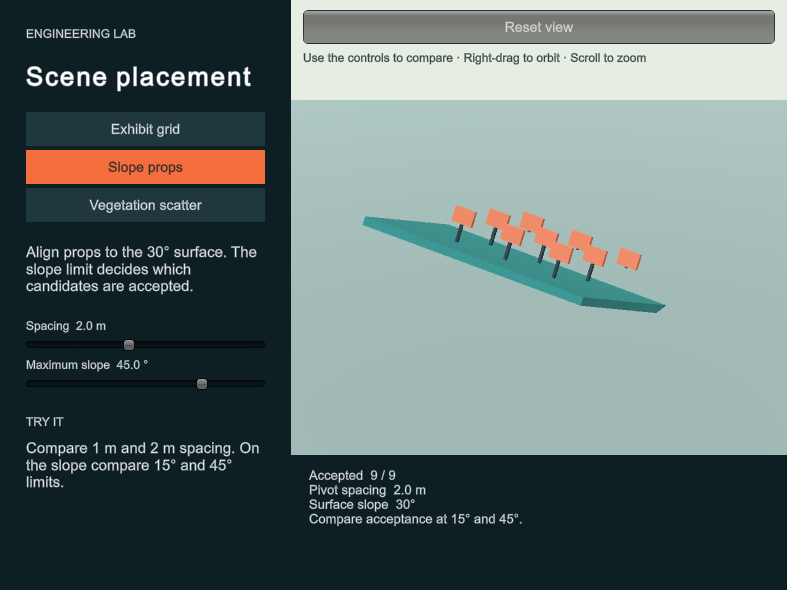 ENGINEERING LAB
Scene placement
Exhibit grid
Slope props
Vegetation scatter
Align props to the 30° surface. The
slope limit decides which
candidates are accepted.
Spacing 2.0 m
Maximum slope 45.0 °
TRY IT
Compare 1 m and 2 m spacing. On
the slope compare 15° and 45°
limits.
Reset view
Use the controls to compare · Right-drag to orbit · Scroll to zoom
Accepted 9 / 9
Pivot spacing 2.0 m
Surface slope 30°
Compare acceptance at 15° and 45°.